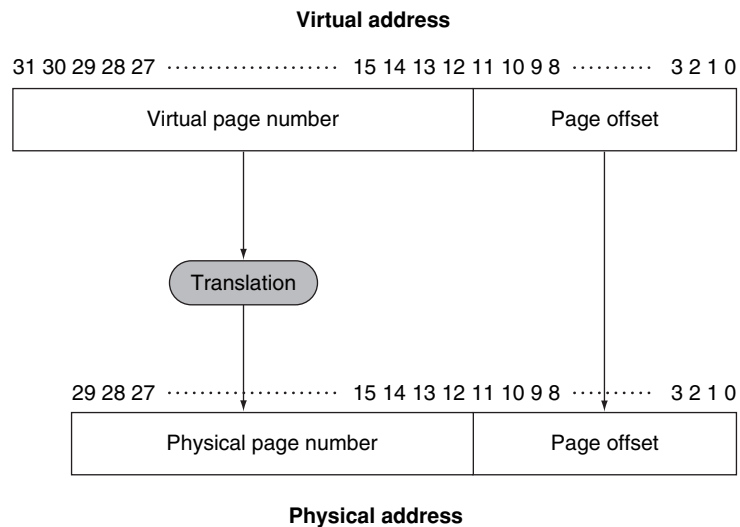 Virtual address
31 30 29 28 27 ····················· 15 14 13 12 11 10 9 8 ·········· 3 2 1 0
Virtual page number Page offset
Translation
29 28 27 ····················· 15 14 13 12 11 10 9 8 ·········· 3 2 1 0
Physical page number Page offset
Physical address